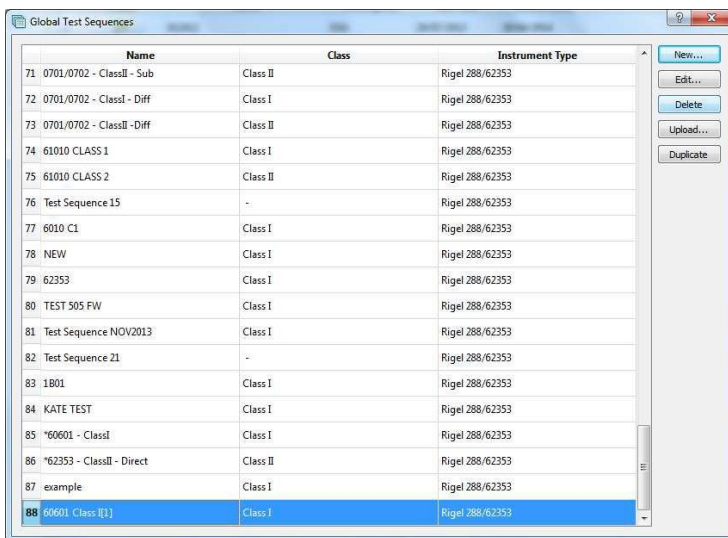 Global Test Sequences
Name Class Instrument Type
71 0701/0702 - ClassII - Sub Class II Rigel 288/62353
72 0701/0702 - ClassI - Diff Class I Rigel 288/62353
73 0701/0702 - ClassII -Diff Class II Rigel 288/62353
74 61010 CLASS 1 Class I Rigel 288/62353
75 61010 CLASS 2 Class II Rigel 288/62353
76 Test Sequence 15 - Rigel 288/62353
77 6010 C1 Class I Rigel 288/62353
78 NEW Class I Rigel 288/62353
79 62353 Class I Rigel 288/62353
80 TEST 505 FW Class I Rigel 288/62353
81 Test Sequence NOV2013 Class I Rigel 288/62353
82 Test Sequence 21 - Rigel 288/62353
83 1B01 Class I Rigel 288/62353
84 KATE TEST Class I Rigel 288/62353
85 *60601 - ClassI Class I Rigel 288/62353
86 *62353 - ClassII - Direct Class II Rigel 288/62353
87 example Class I Rigel 288/62353
88 60601 Class I[1] Class I Rigel 288/62353
New...
Edit...
Delete
Upload...
Duplicate